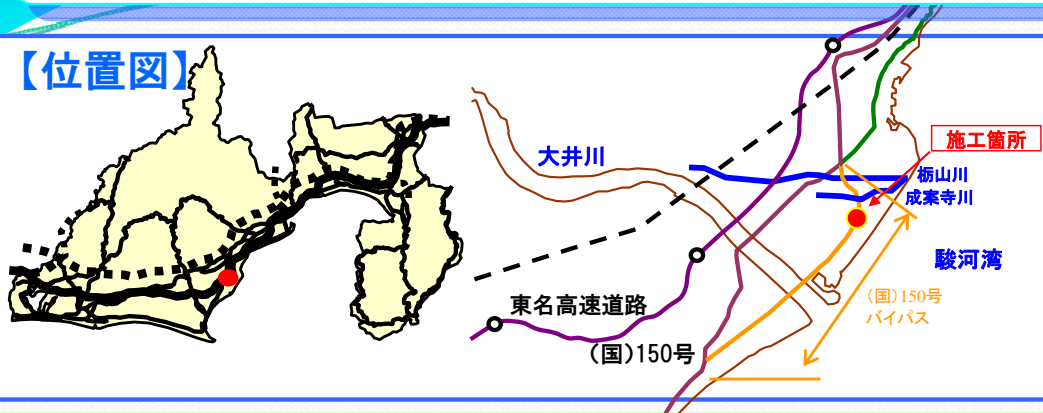 【位置図】
大井川
施工箇所
栃山川
成案寺川
駿河湾
(国)150号
バイパス
東名高速道路
(国)150号